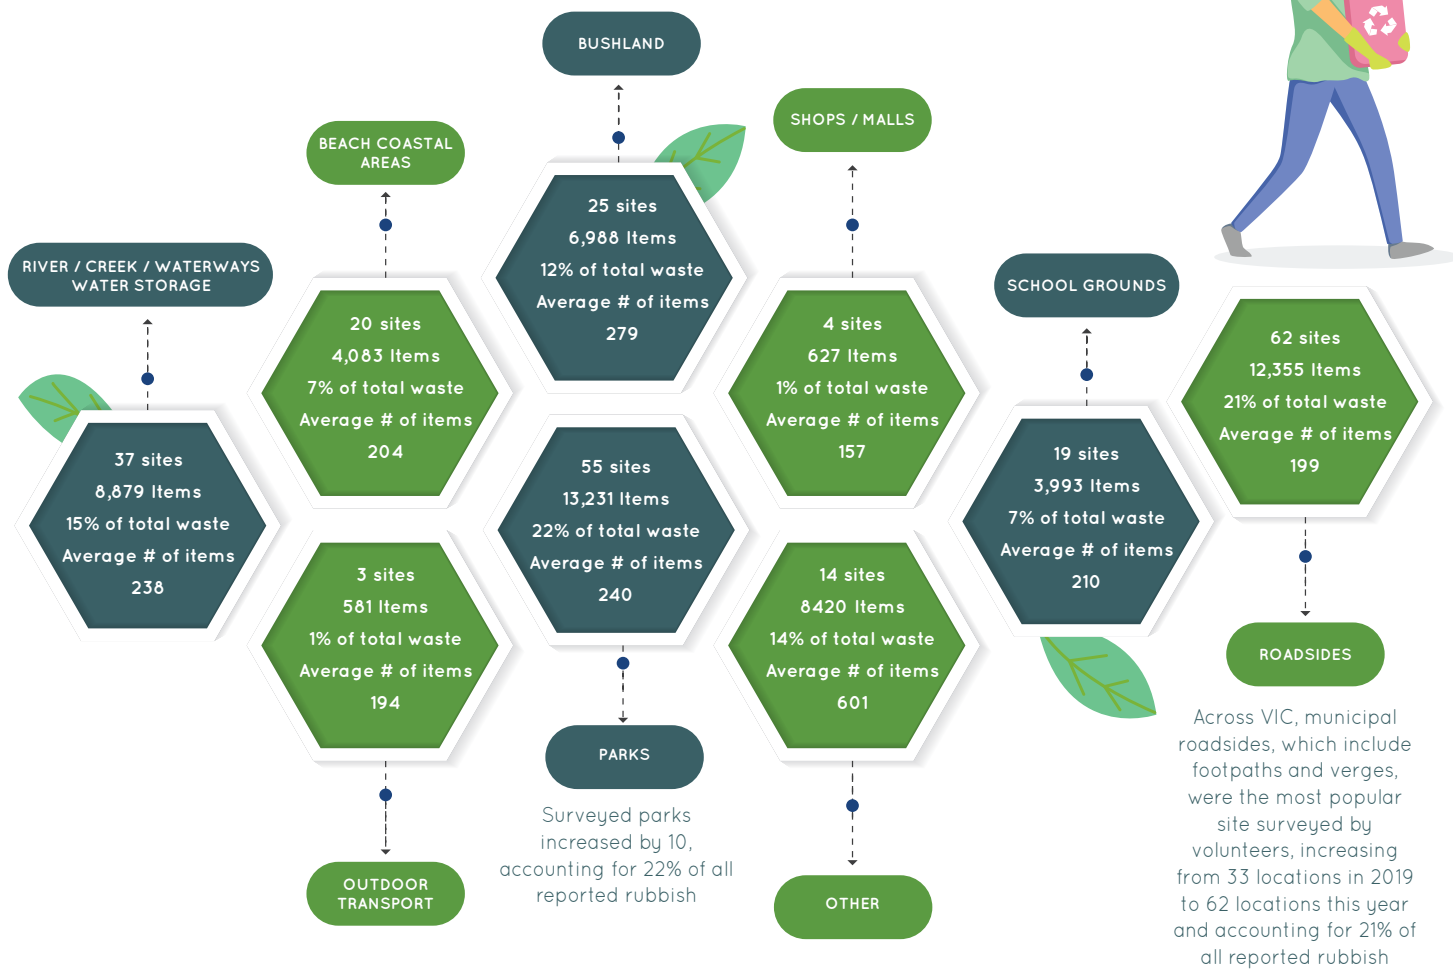 BUSHLAND
25 sites
6,988 Items
12% of total waste
Average # of items
279
SHOPS / MALLS
4 sites
627 Items
1% of total waste
Average # of items
157
BEACH COASTAL
AREAS
20 sites
4,083 Items
7% of total waste
Average # of items
204
RIVER / CREEK / WATERWAYS
WATER STORAGE
37 sites
8,879 Items
15% of total waste
Average # of items
238
SCHOOL GROUNDS
19 sites
3,993 Items
7% of total waste
Average # of items
210
62 sites
12,355 Items
21% of total waste
Average # of items
199
ROADSIDES
Across VIC, municipal
roadsides, which include
footpaths and verges,
were the most popular
site surveyed by
volunteers, increasing
from 33 locations in 2019
to 62 locations this year
and accounting for 21% of
all reported rubbish
55 sites
13,231 Items
22% of total waste
Average # of items
240
PARKS
Surveyed parks
increased by 10,
accounting for 22% of all
reported rubbish
3 sites
581 Items
1% of total waste
Average # of items
194
OUTDOOR
TRANSPORT
14 sites
8420 Items
14% of total waste
Average # of items
601
OTHER